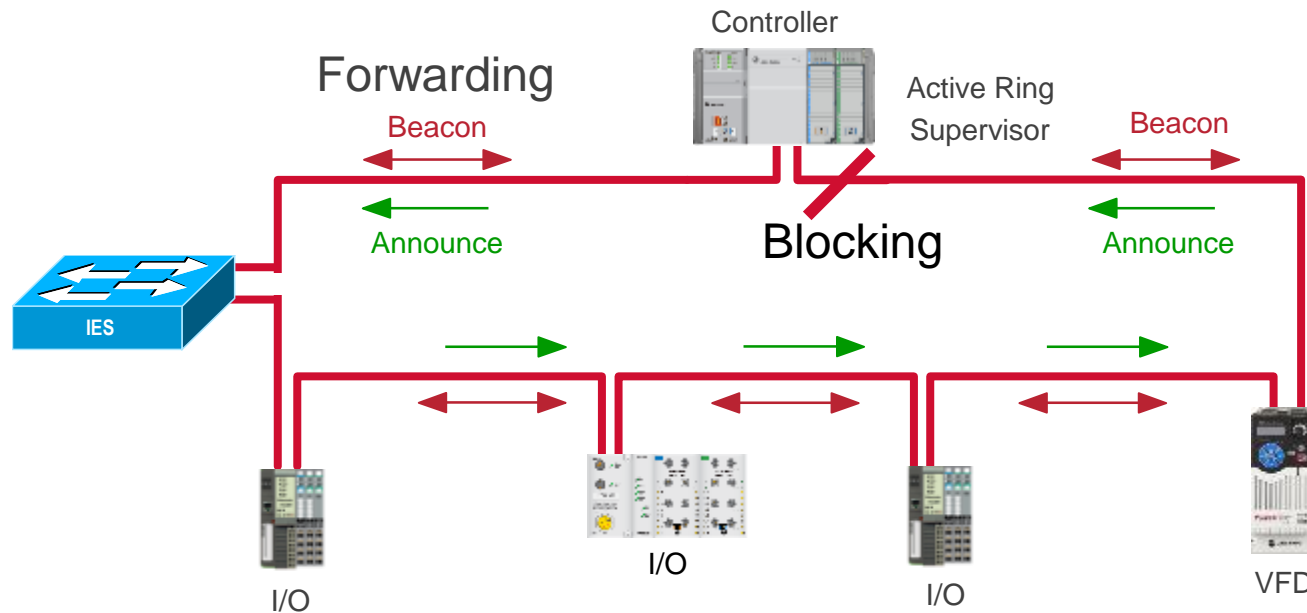 Controller
Forwarding
Active Ring
Supervisor
Beacon
Beacon
Announce
Blocking
Announce
IES
I/O
I/O
I/O
VFD